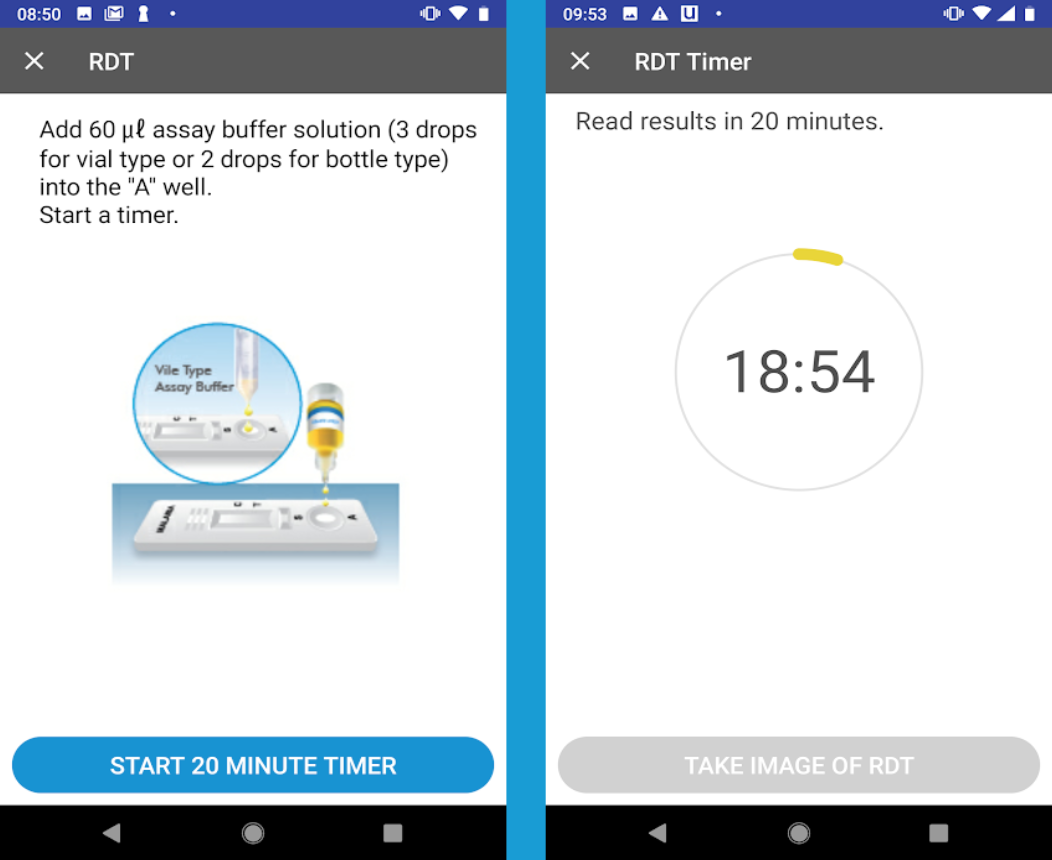 08:50
RDT
Add 60 μℓ assay buffer solution (3 drops
for vial type or 2 drops for bottle type)
into the "A" well.
Start a timer.
Vile Type
Assay Buffer
C T
B
A
MALARIA
C T
B
A
START 20 MINUTE TIMER
09:53
RDT Timer
Read results in 20 minutes.
18:54
TAKE IMAGE OF RDT